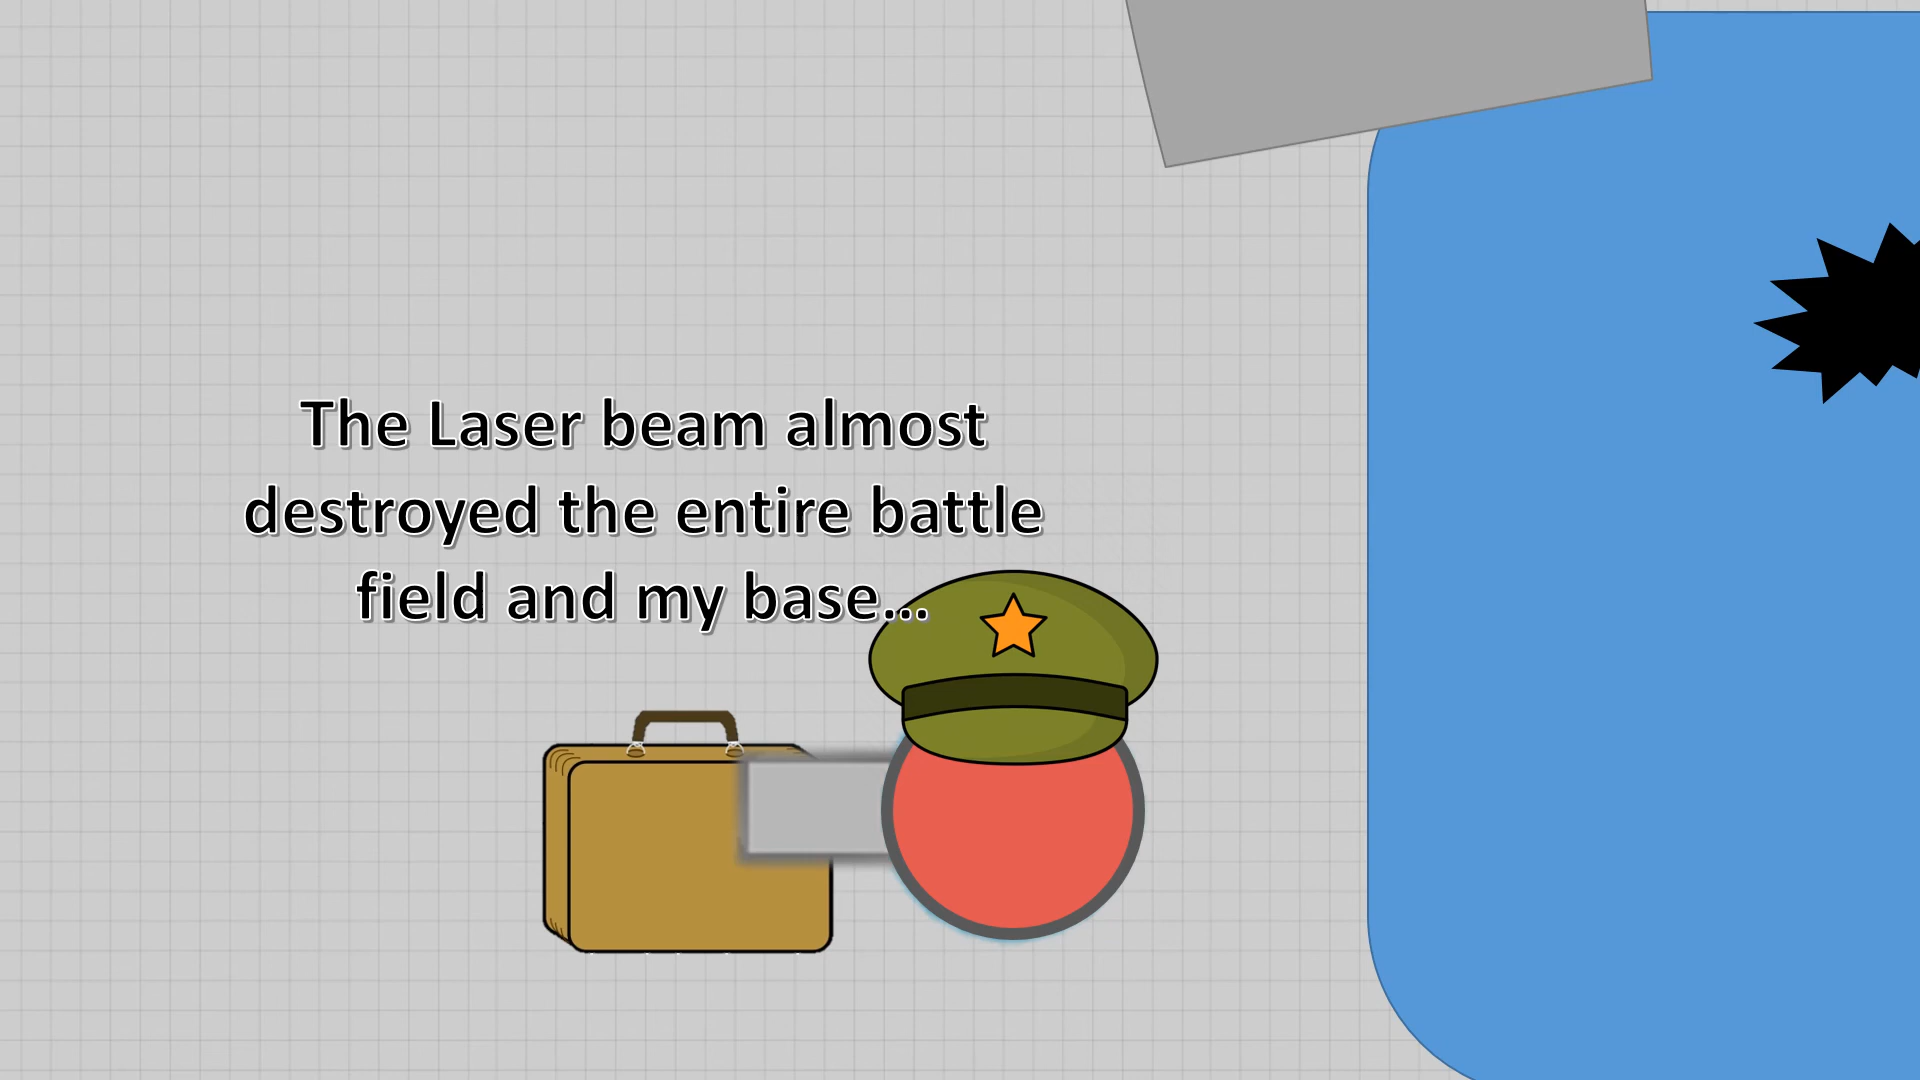 The Laser beam almost
destroyed the entire battle
field and my base...